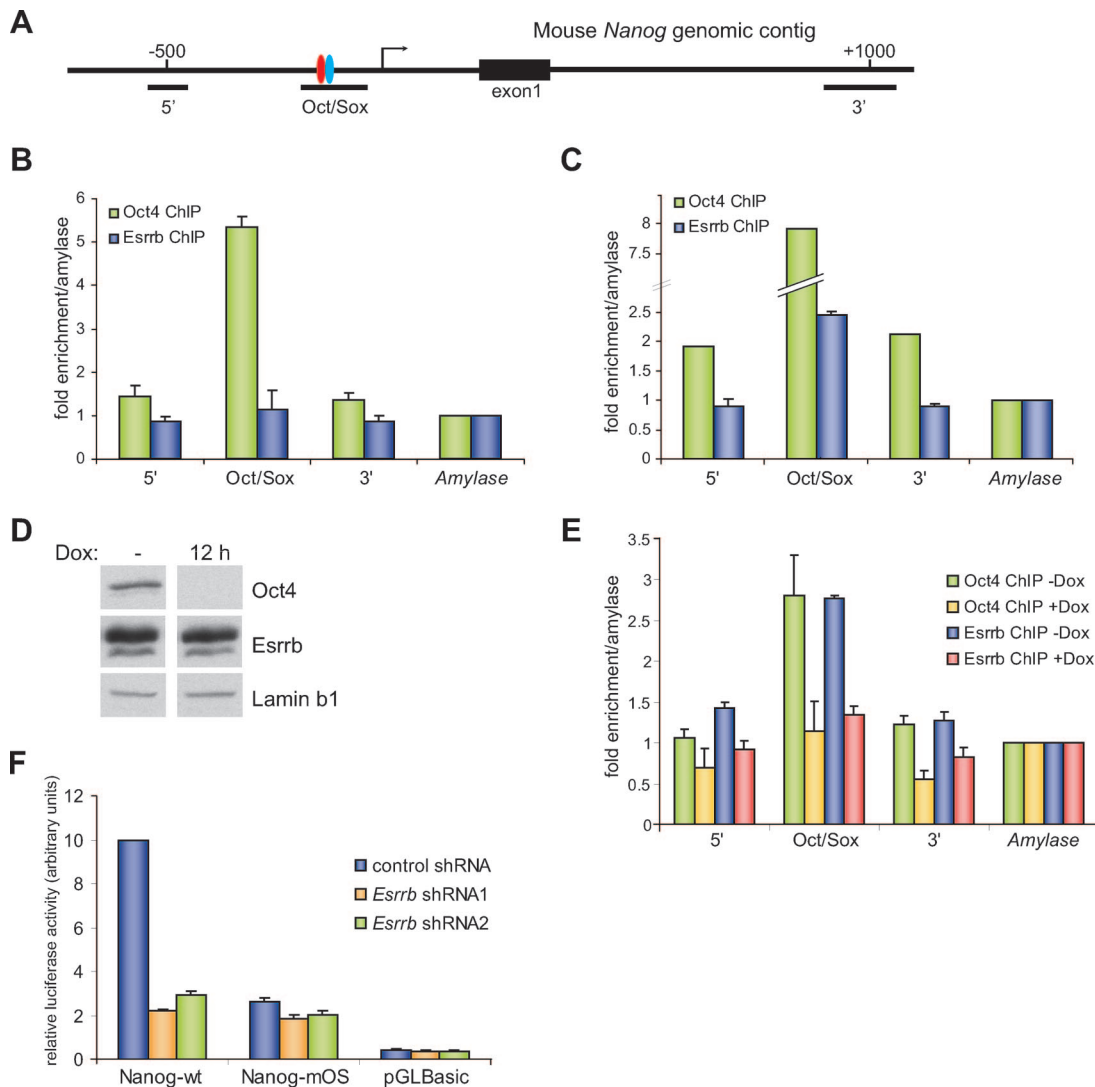 A
Mouse Nanog genomic contig
-500
+1000
5’
Oct/Sox
exon1
3’
B
fold enrichment/amylase
6
5
4
3
2
1
0
Oct4 ChIP
Esrrb ChIP
5'
Oct/Sox
3'
Amylase
C
fold enrichment/amylase
8
7.5
2.5
2
1.5
1
0.5
0
Oct4 ChIP
Esrrb ChIP
5'
Oct/Sox
3'
Amylase
D
Dox: - 12 h
Oct4
Esrrb
Lamin b1
E
fold enrichment/amylase
3.5
3
2.5
2
1.5
1
0.5
0
Oct4 ChIP -Dox
Oct4 ChIP +Dox
Esrrb ChIP -Dox
Esrrb ChIP +Dox
5'
Oct/Sox
3'
Amylase
F
relative luciferase activity (arbitrary units)
12
10
8
6
4
2
0
control shRNA
Esrrb shRNA1
Esrrb shRNA2
Nanog-wt
Nanog-mOS
pGLBasic